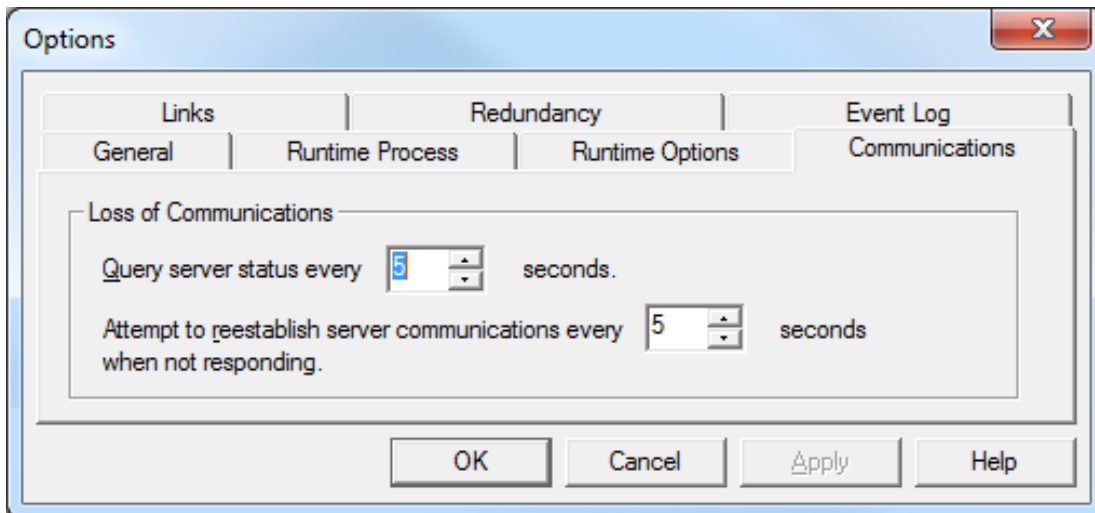 Options
Links Redundancy Event Log
General Runtime Process Runtime Options Communications
Loss of Communications
Query server status every 5 seconds.
Attempt to reestablish server communications every 5 seconds
when not responding.
OK Cancel Apply Help